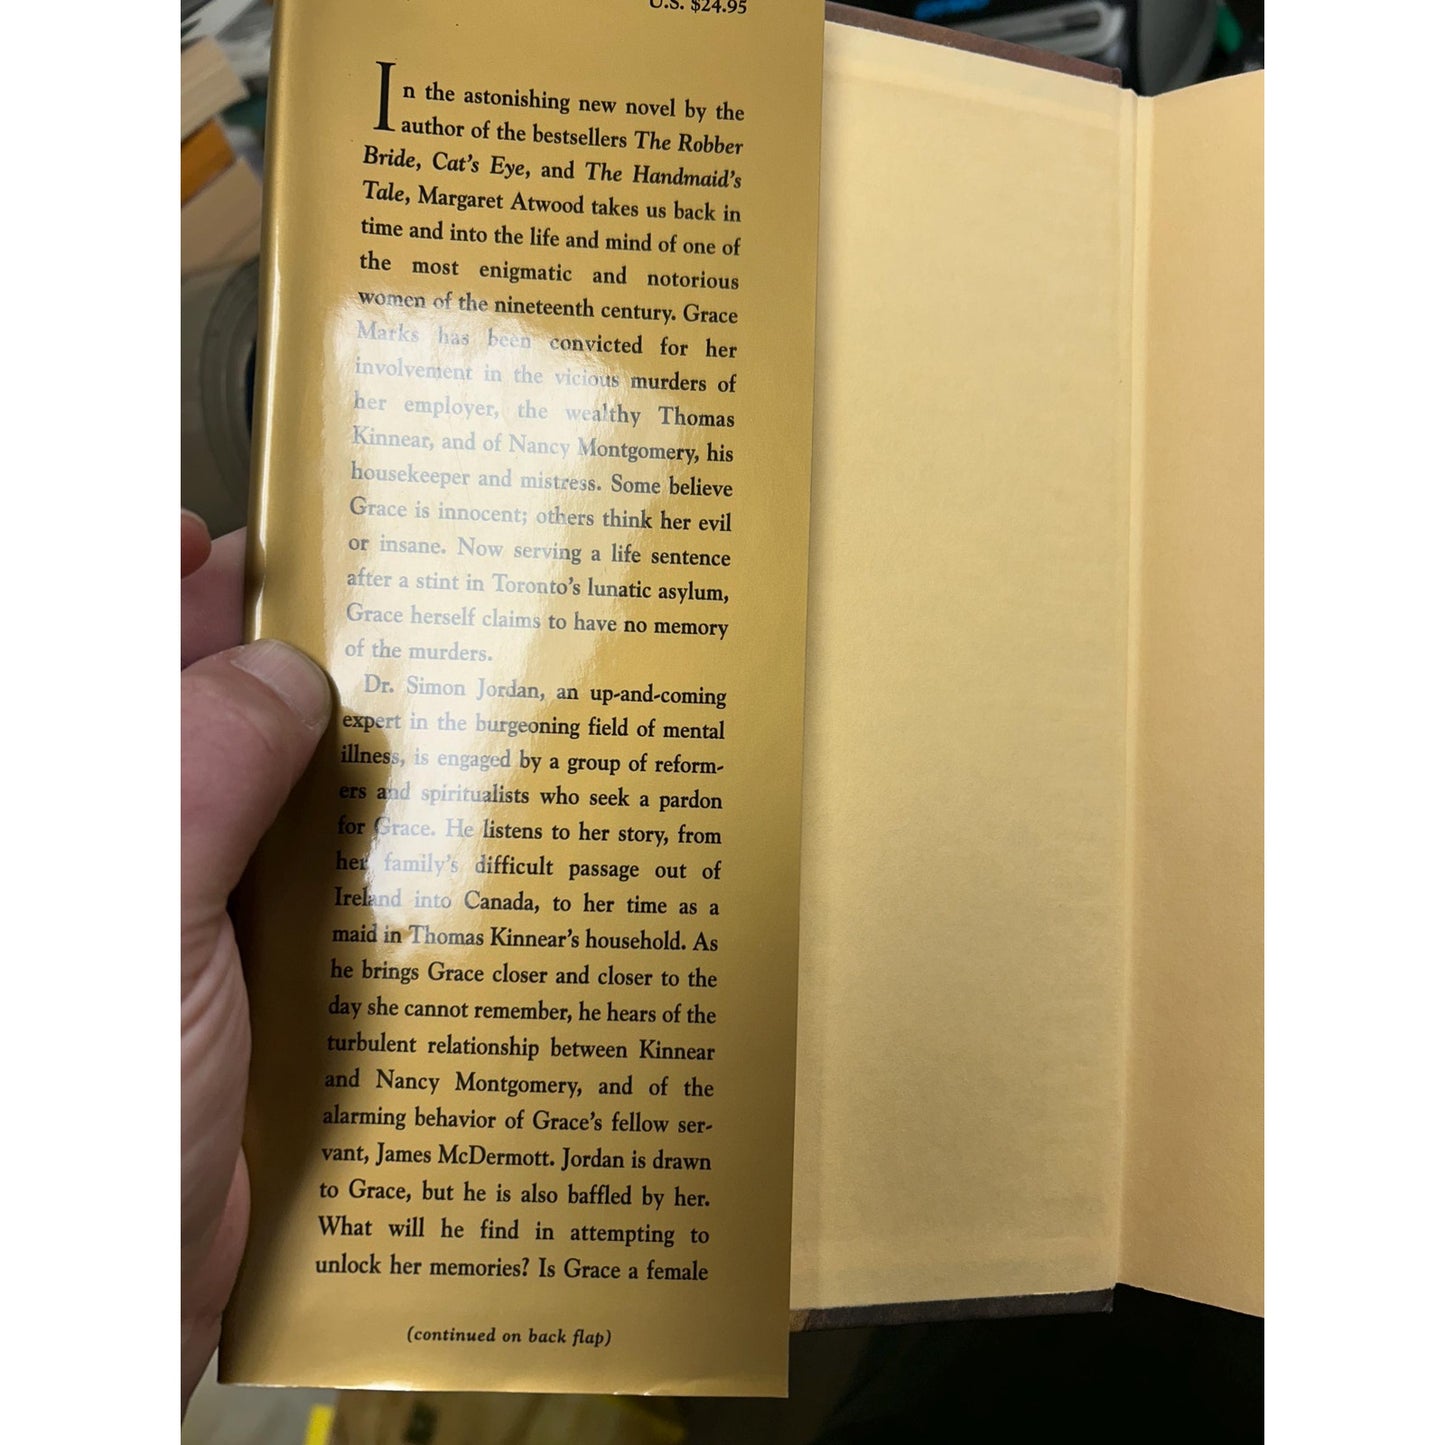 U.S. $24.95
In the astonishing new novel by the
author of the bestsellers The Robber
Bride, Cat's Eye, and The Handmaid's
Tale, Margaret Atwood takes us back in
time and into the life and mind of one of
the most enigmatic and notorious
women of the nineteenth century. Grace
Marks has been convicted for her
involvement in the vicious murders of
her employer, the wealthy Thomas
Kinnear, and of Nancy Montgomery, his
housekeeper and mistress. Some believe
Grace is innocent; others think her evil
or insane. Now serving a life sentence
after a stint in Toronto's lunatic asylum,
Grace herself claims to have no memory
of the murders.
Dr. Simon Jordan, an up-and-coming
expert in the burgeoning field of mental
illness, is engaged by a group of reform-
ers and spiritualists who seek a pardon
for Grace. He listens to her story, from
her family's difficult passage out of
Ireland into Canada, to her time as a
maid in Thomas Kinnear's household. As
he brings Grace closer and closer to the
day she cannot remember, he hears of the
turbulent relationship between Kinnear
and Nancy Montgomery, and of the
alarming behavior of Grace's fellow ser-
vant, James McDermott. Jordan is drawn
to Grace, but he is also baffled by her.
What will he find in attempting to
unlock her memories? Is Grace a female
(continued on back flap)